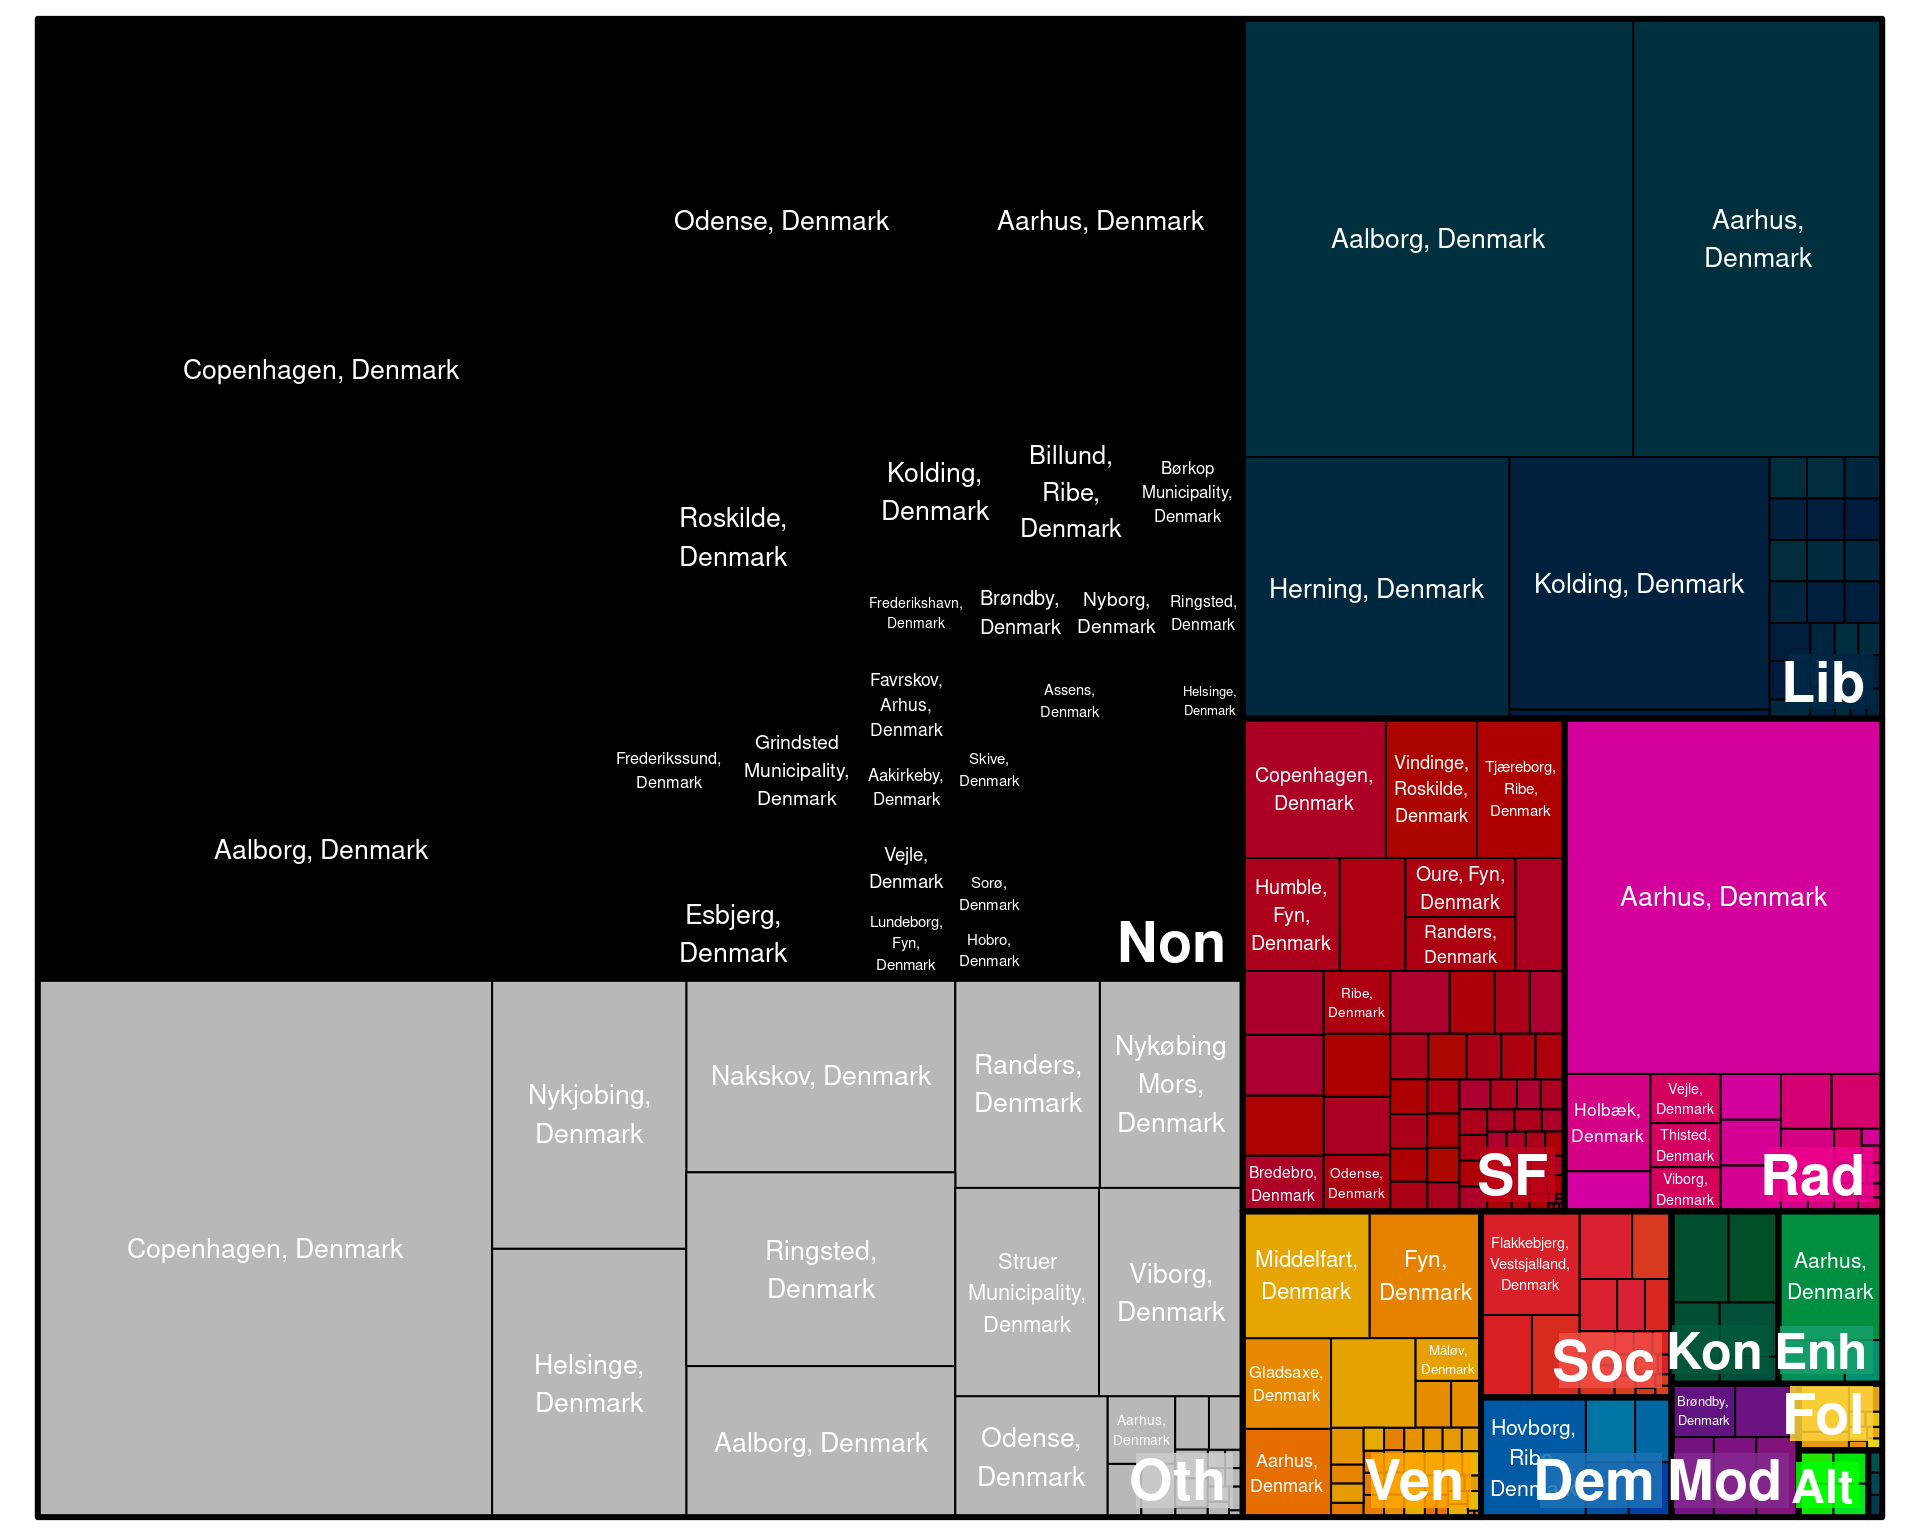 Odense, Denmark
Aarhus, Denmark
Copenhagen, Denmark
Roskilde,
Denmark
Kolding,
Denmark
Billund,
Ribe,
Denmark
Børkop
Municipality,
Denmark
Frederikshavn,
Denmark
Brøndby,
Denmark
Nyborg,
Denmark
Ringsted,
Denmark
Favrskov,
Arhus,
Denmark
Assens,
Denmark
Helsinge,
Denmark
Frederikssund,
Denmark
Grindsted
Municipality,
Denmark
Aakirkeby,
Denmark
Skive,
Denmark
Aalborg, Denmark
Vejle,
Denmark
Sorø,
Denmark
Esbjerg,
Denmark
Lundeborg,
Fyn,
Denmark
Hobro,
Denmark
Non
Copenhagen, Denmark
Nykjobing,
Denmark
Helsinge,
Denmark
Nakskov, Denmark
Ringsted,
Denmark
Aalborg, Denmark
Randers,
Denmark
Nykøbing
Mors,
Denmark
Struer
Municipality,
Denmark
Viborg,
Denmark
Odense,
Denmark
Aarhus,
Denmark
Oth
Aalborg, Denmark
Aarhus,
Denmark
Herning, Denmark
Kolding, Denmark
Lib
Copenhagen,
Denmark
Vindinge,
Roskilde,
Denmark
Tjæreborg,
Ribe,
Denmark
Humble,
Fyn,
Denmark
Oure, Fyn,
Denmark
Randers,
Denmark
Ribe,
Denmark
Bredebro,
Denmark
Odense,
Denmark
SF
Aarhus, Denmark
Holbæk,
Denmark
Vejle,
Denmark
Thisted,
Denmark
Viborg,
Denmark
Rad
Middelfart,
Denmark
Fyn,
Denmark
Gladsaxe,
Denmark
Måløv,
Denmark
Aarhus,
Denmark
Ven
Flakkebjerg,
Vestsjalland,
Denmark
Soc
Kon
Aarhus,
Denmark
Enh
Hovborg,
Ribe,
Denmark
Dem
Brøndby,
Denmark
Mod
Fol
Alt